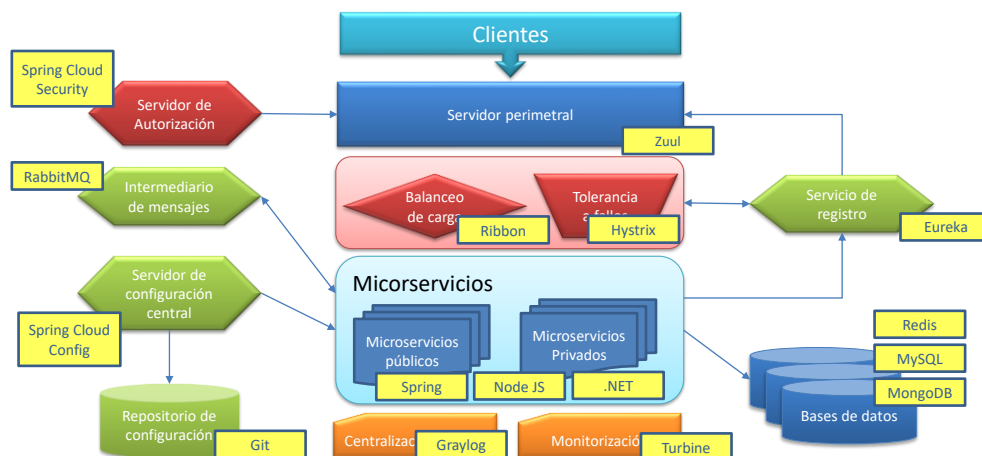 Clientes
Spring Cloud
Security
Servidor de
Autorización
Servidor perimetral
Zuul
RabbitMQ
Intermediario
de mensajes
Balanceo
de carga
Ribbon
Tolerancia
a fallos
Hystrix
Servicio de
registro
Eureka
Servidor de
configuración
central
Spring Cloud
Config
Micorservicios
Microservicios
públicos
Microservicios
Privados
Spring
Node JS
.NET
Redis
MySQL
MongoDB
Bases de datos
Repositorio de
configuración
Git
Centralizac
Graylog
Monitorización
Turbine